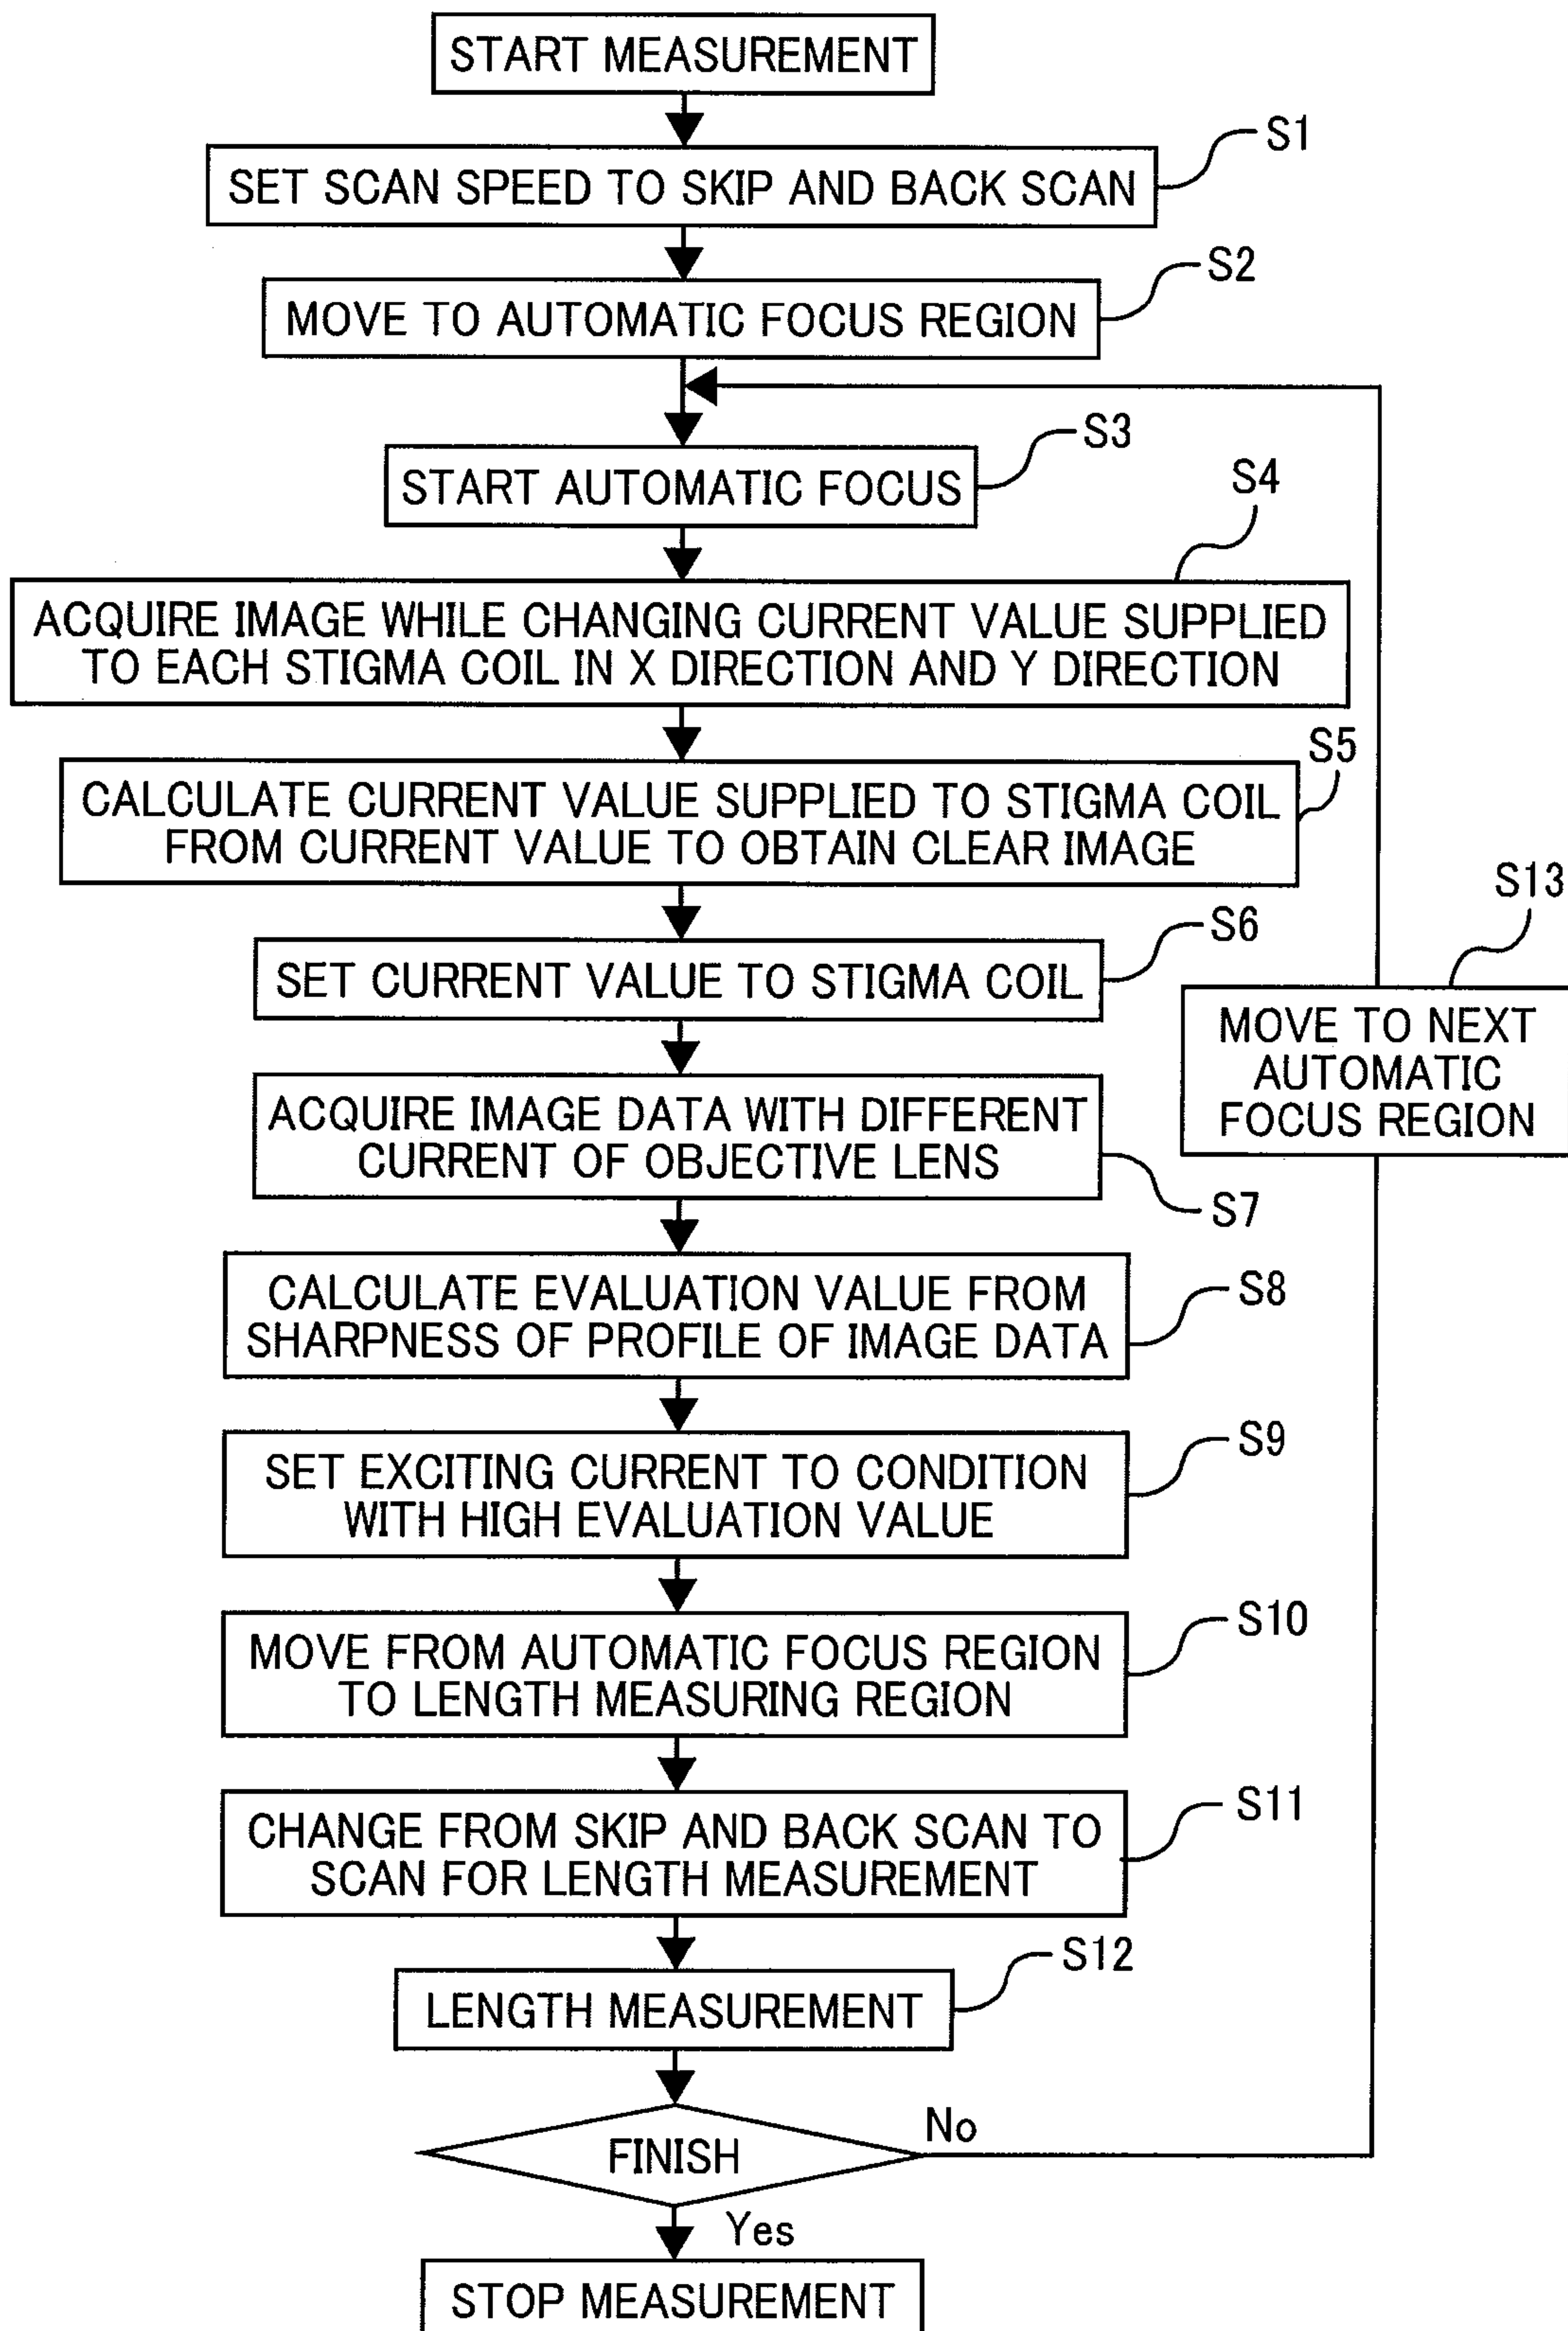 START MEASUREMENT
S1
SET SCAN SPEED TO SKIP AND BACK SCAN
S2
MOVE TO AUTOMATIC FOCUS REGION
S3
START AUTOMATIC FOCUS
S4
ACQUIRE IMAGE WHILE CHANGING CURRENT VALUE SUPPLIED
TO EACH STIGMA COIL IN X DIRECTION AND Y DIRECTION
S5
CALCULATE CURRENT VALUE SUPPLIED TO STIGMA COIL
FROM CURRENT VALUE TO OBTAIN CLEAR IMAGE
S6
SET CURRENT VALUE TO STIGMA COIL
S7
ACQUIRE IMAGE DATA WITH DIFFERENT
CURRENT OF OBJECTIVE LENS
S8
CALCULATE EVALUATION VALUE FROM
SHARPNESS OF PROFILE OF IMAGE DATA
S9
SET EXCITING CURRENT TO CONDITION
WITH HIGH EVALUATION VALUE
S10
MOVE FROM AUTOMATIC FOCUS REGION
TO LENGTH MEASURING REGION
S11
CHANGE FROM SKIP AND BACK SCAN TO
SCAN FOR LENGTH MEASUREMENT
S12
LENGTH MEASUREMENT
FINISH
No
S13
MOVE TO NEXT
AUTOMATIC
FOCUS REGION
Yes
STOP MEASUREMENT